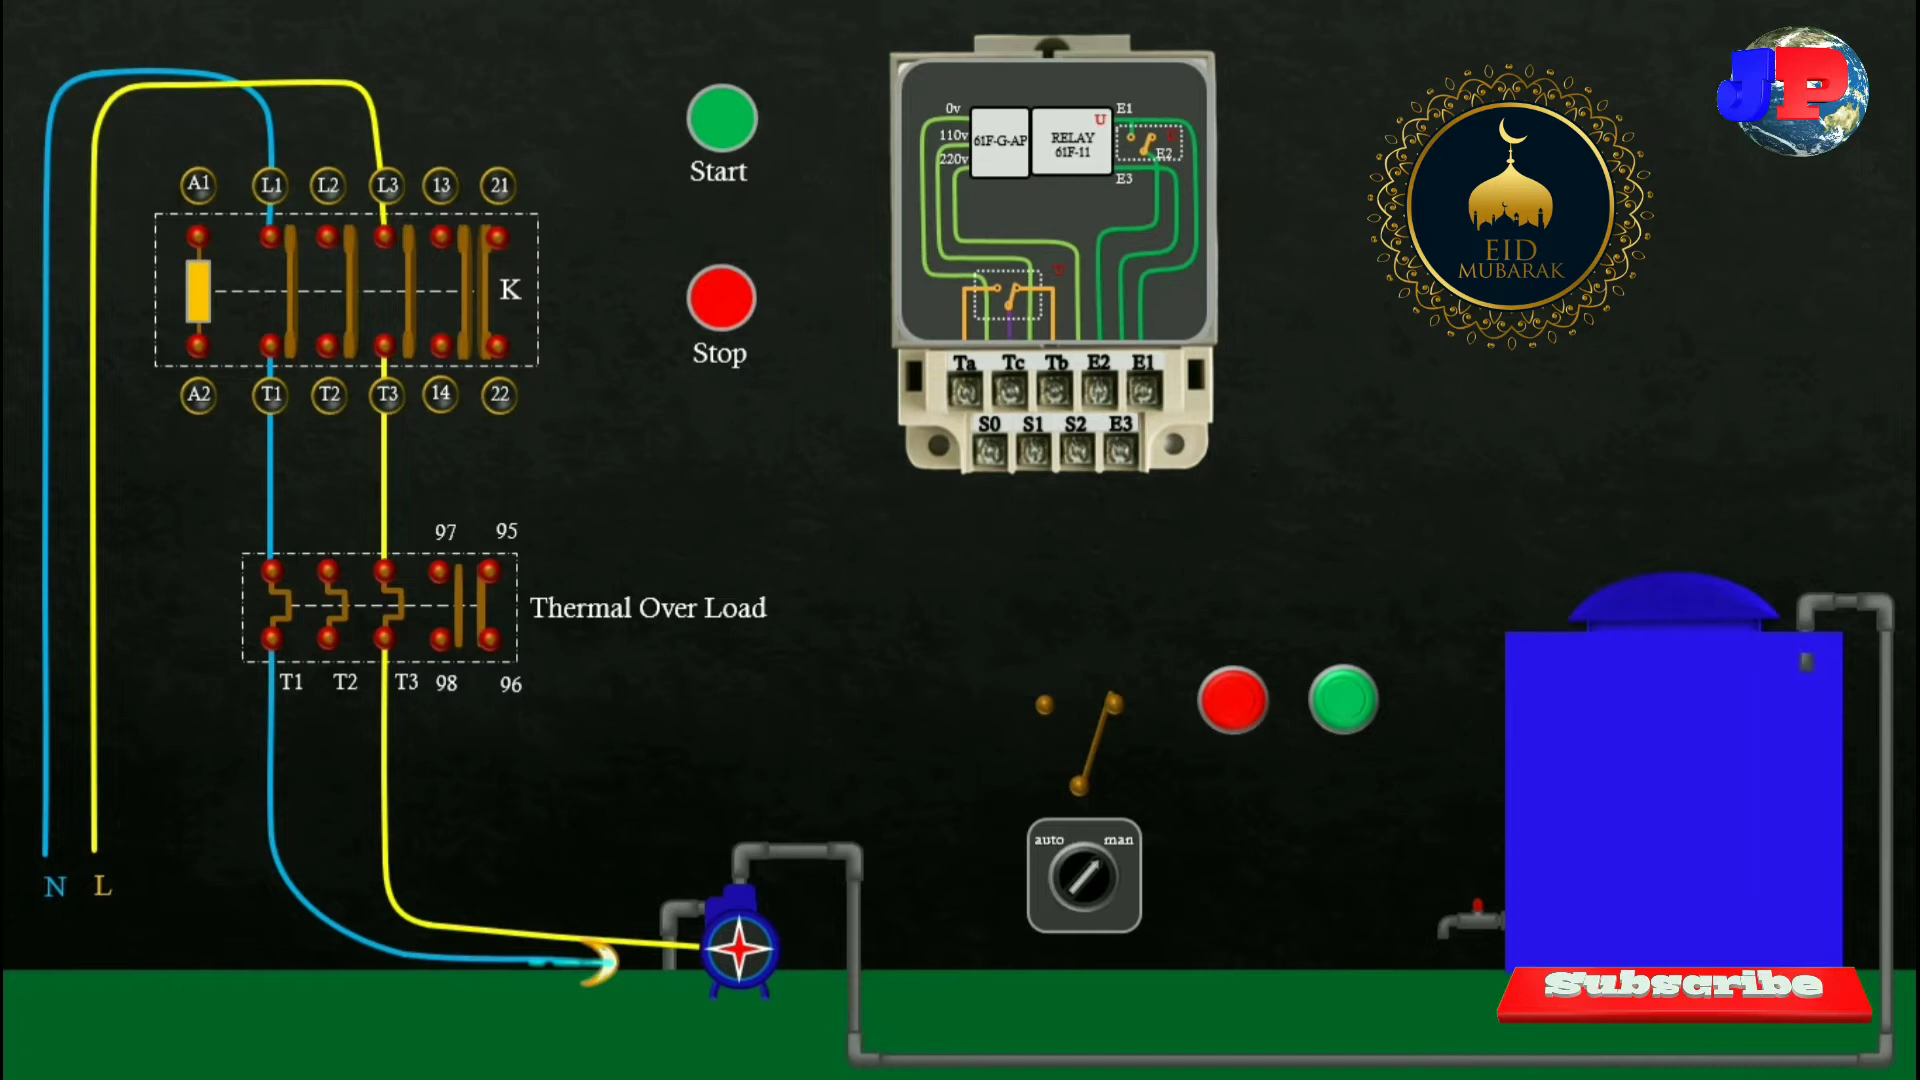 JP
A1
L1
L2
L3
13
21
K
A2
T1
T2
T3
14
22
Start
Stop
0v
110v
220v
61F-G-AP
RELAY
61F-11
U
E1
U
E2
E3
U
Ta
Tc
Tb
E2
E1
S0
S1
S2
E3
EID
MUBARAK
97
95
Thermal Over Load
T1
T2
T3
98
96
auto
man
N
L
Subscribe